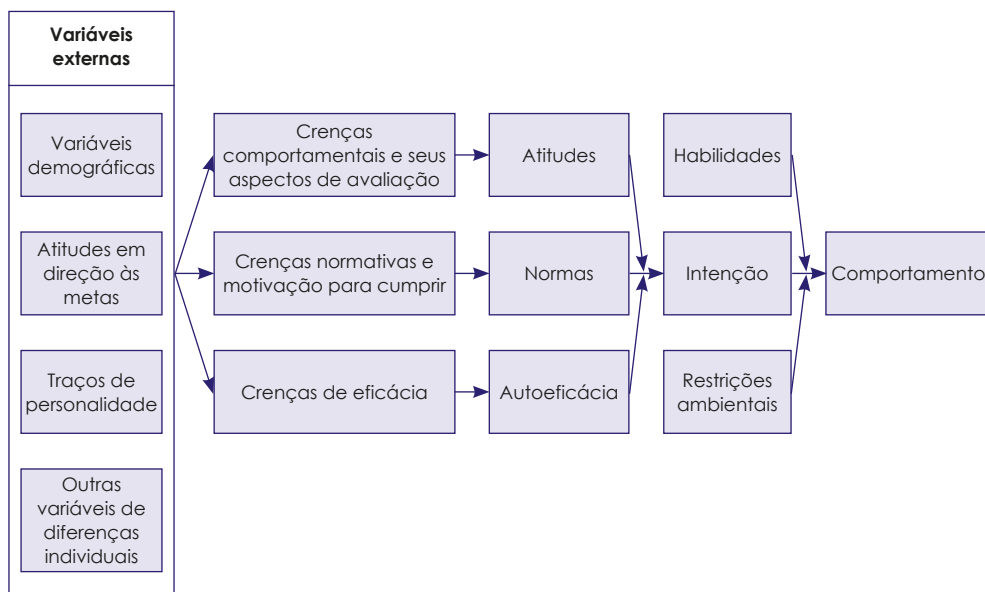 Variáveis
externas
Variáveis
demográficas
Atitudes em
direção às
metas
Traços de
personalidade
Outras
variáveis de
diferenças
individuais
Crenças
comportamentais e seus
aspectos de avaliação
Crenças normativas e
motivação para cumprir
Crenças de eficácia
Atitudes
Normas
Autoeficácia
Habilidades
Intenção
Restrições
ambientais
Comportamento